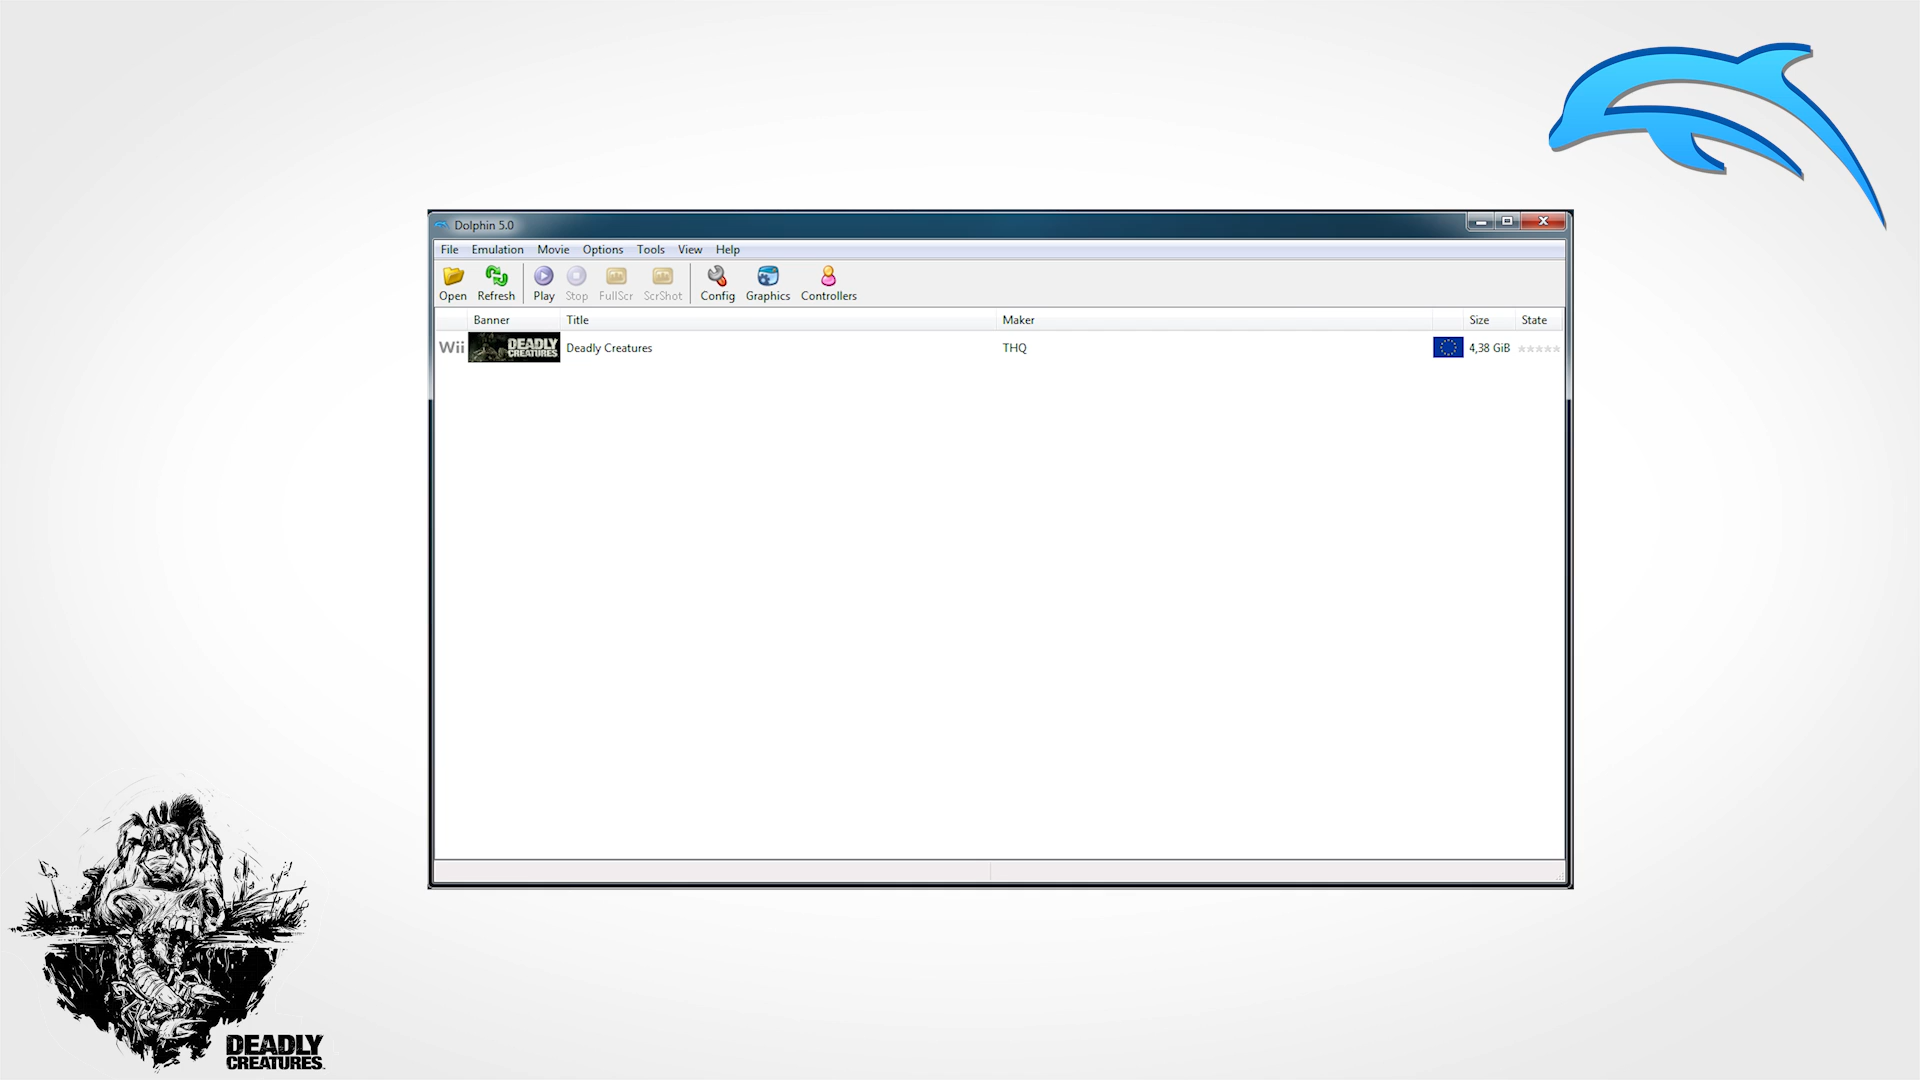 Dolphin 5.0
File Emulation Movie Options Tools View Help
Open Refresh Play Stop FullScr ScrShot Config Graphics Controllers
Banner Title Maker Size State
Wii DEADLY CREATURES Deadly Creatures THQ 4,38 GiB
DEADLY
CREATURES